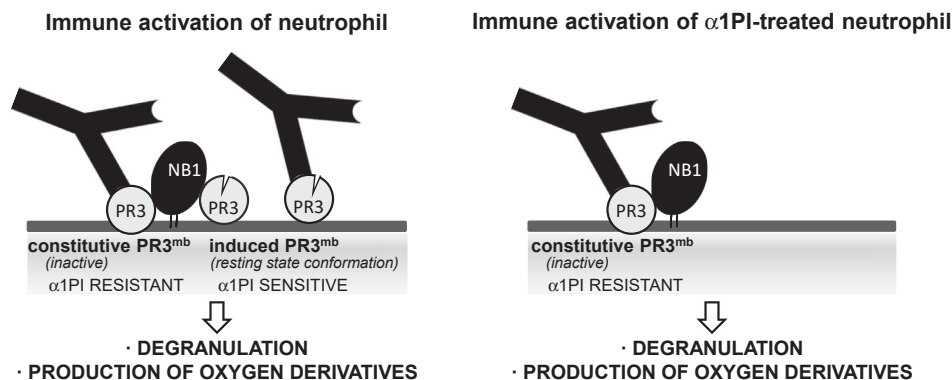 Immune activation of neutrophil
NB1
PR3
PR3
PR3
constitutive PR3ᵐᵇ
(inactive)
α1PI RESISTANT
induced PR3ᵐᵇ
(resting state conformation)
α1PI SENSITIVE
· DEGRANULATION
· PRODUCTION OF OXYGEN DERIVATIVES
Immune activation of α1PI-treated neutrophil
NB1
PR3
constitutive PR3ᵐᵇ
(inactive)
α1PI RESISTANT
· DEGRANULATION
· PRODUCTION OF OXYGEN DERIVATIVES